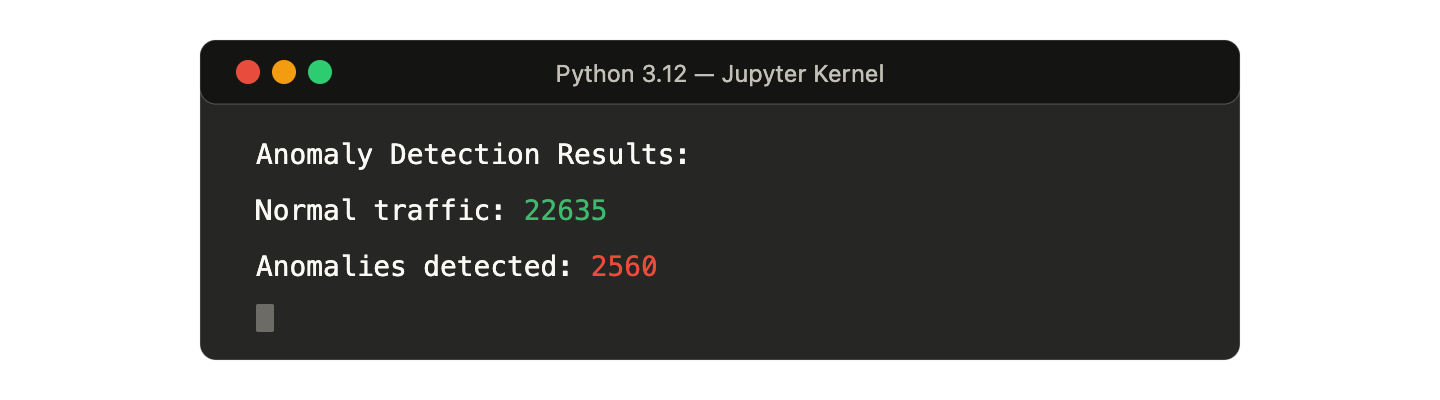 Python 3.12 — Jupyter Kernel
Anomaly Detection Results:
Normal traffic: 22635
Anomalies detected: 2560